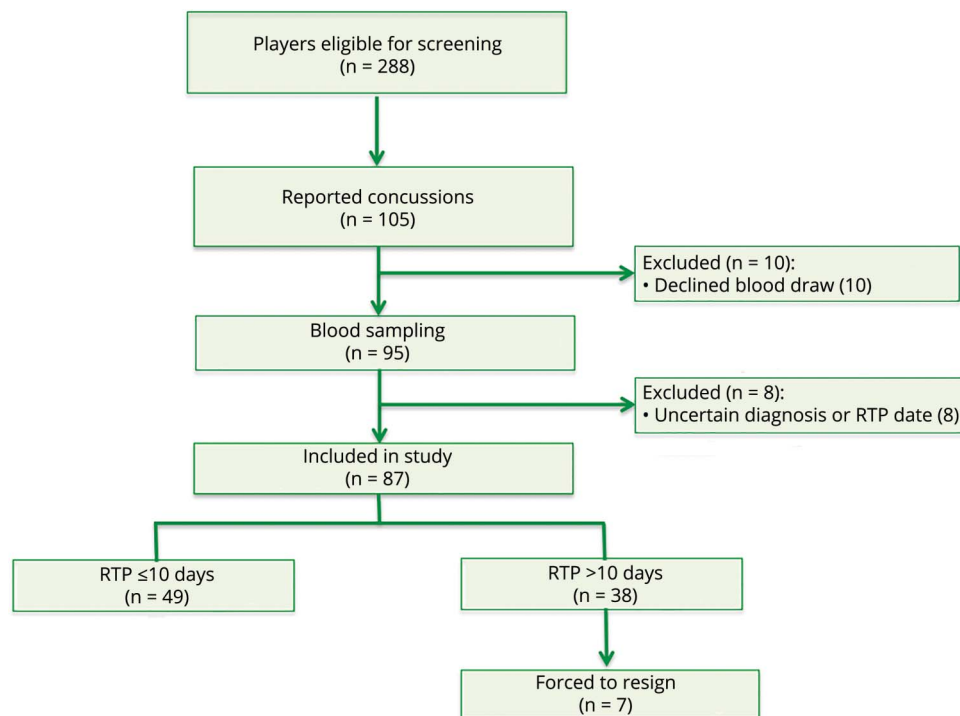 Players eligible for screening
(n = 288)
Reported concussions
(n = 105)
Excluded (n = 10):
• Declined blood draw (10)
Blood sampling
(n = 95)
Excluded (n = 8):
• Uncertain diagnosis or RTP date (8)
Included in study
(n = 87)
RTP ≤10 days
(n = 49)
RTP >10 days
(n = 38)
Forced to resign
(n = 7)